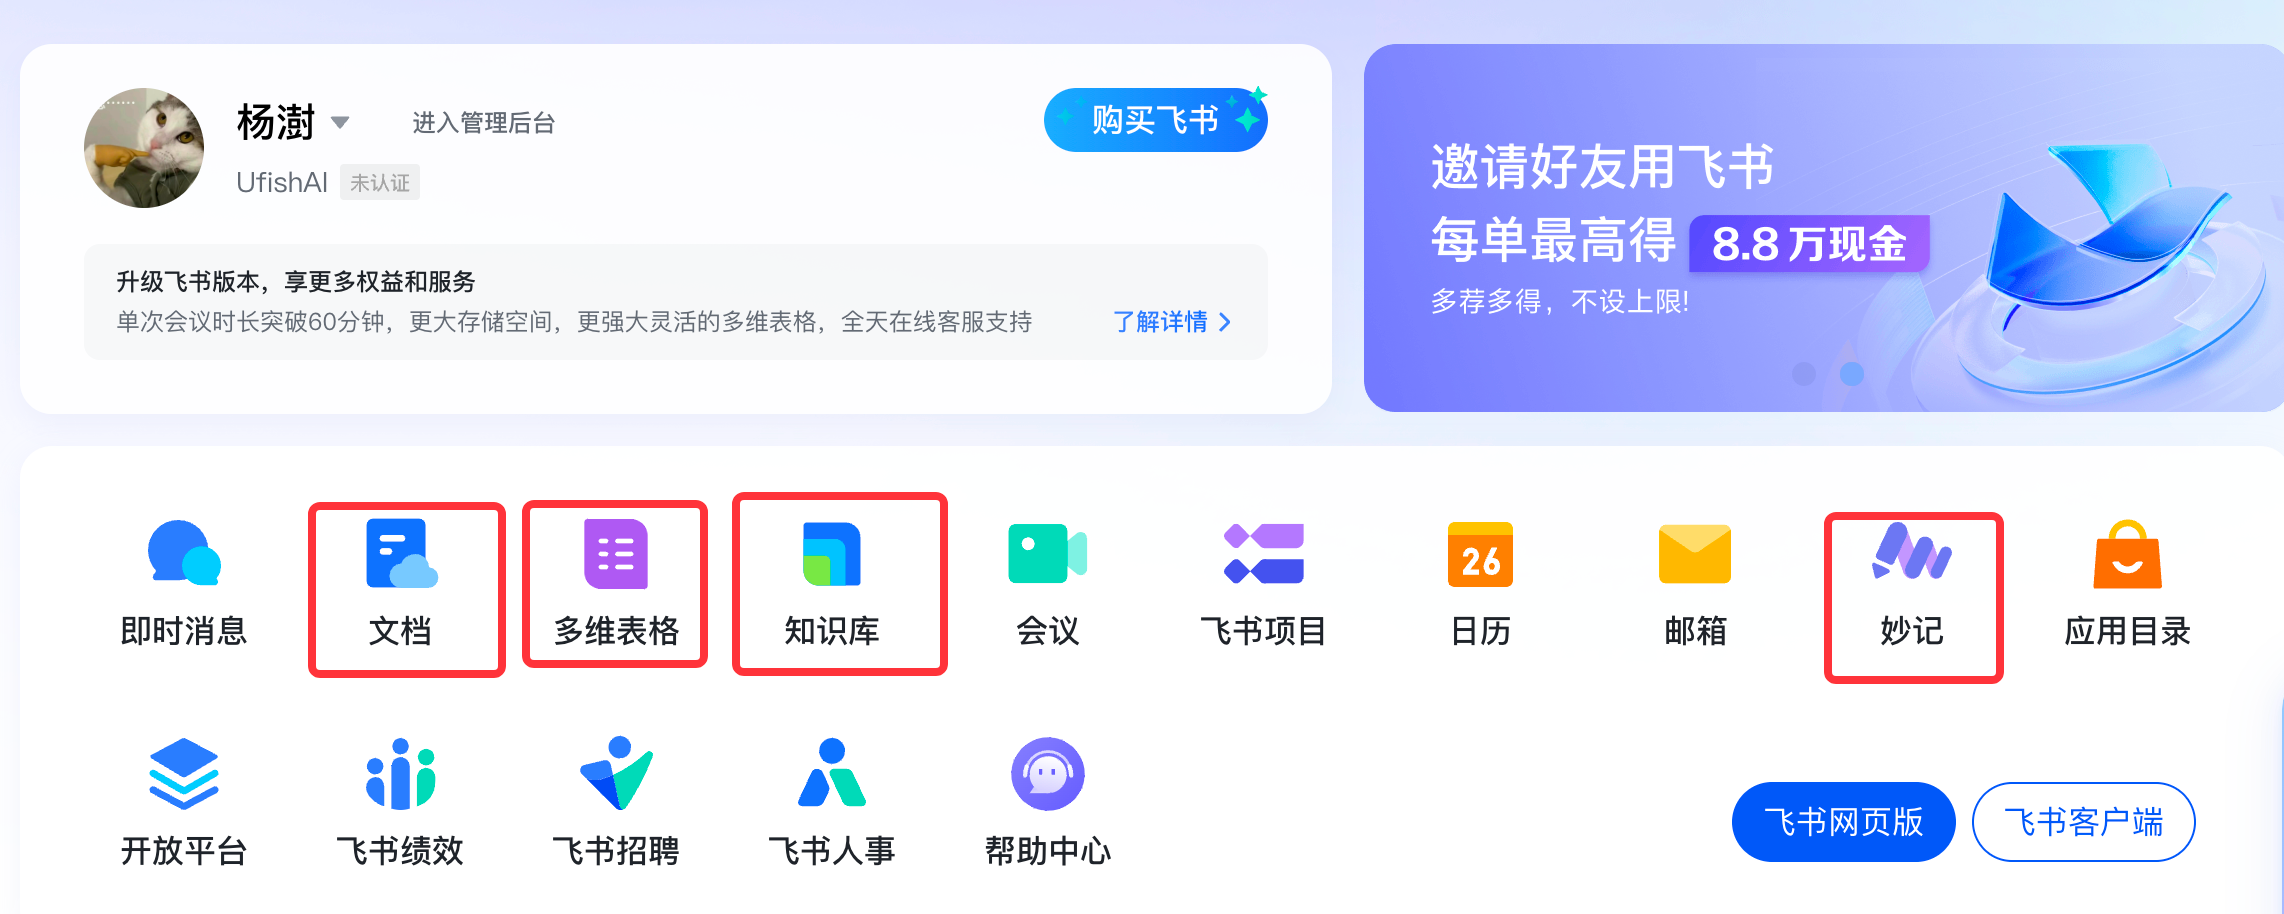 杨澍
进入管理后台
购买飞书
UfishAI
未认证
升级飞书版本，享更多权益和服务
单次会议时长突破60分钟，更大存储空间，更强大灵活的多维表格，全天在线客服支持
了解详情
邀请好友用飞书
每单最高得 8.8 万现金
多荐多得，不设上限!
即时消息
文档
多维表格
知识库
会议
飞书项目
26
日历
邮箱
妙记
应用目录
开放平台
飞书绩效
飞书招聘
飞书人事
帮助中心
飞书网页版
飞书客户端